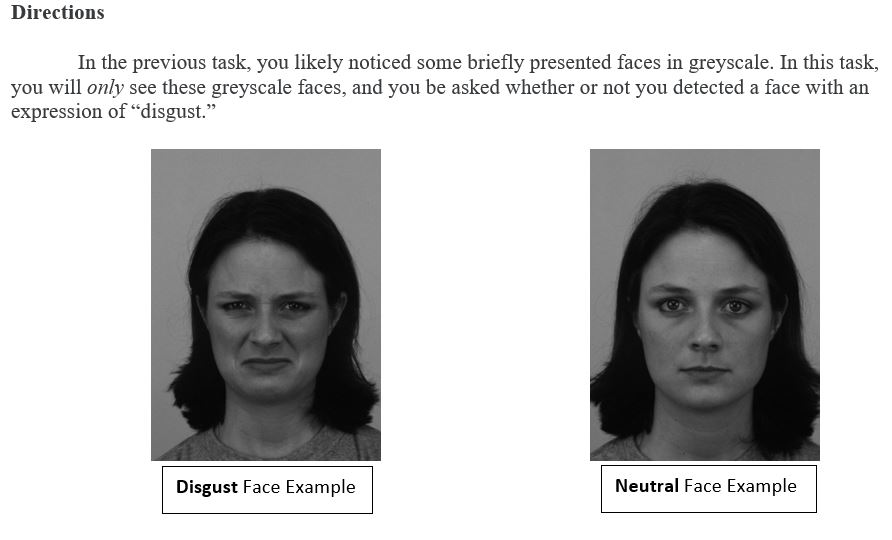 Directions
In the previous task, you likely noticed some briefly presented faces in greyscale. In this task,
you will only see these greyscale faces, and you be asked whether or not you detected a face with an
expression of “disgust.”
Disgust Face Example
Neutral Face Example